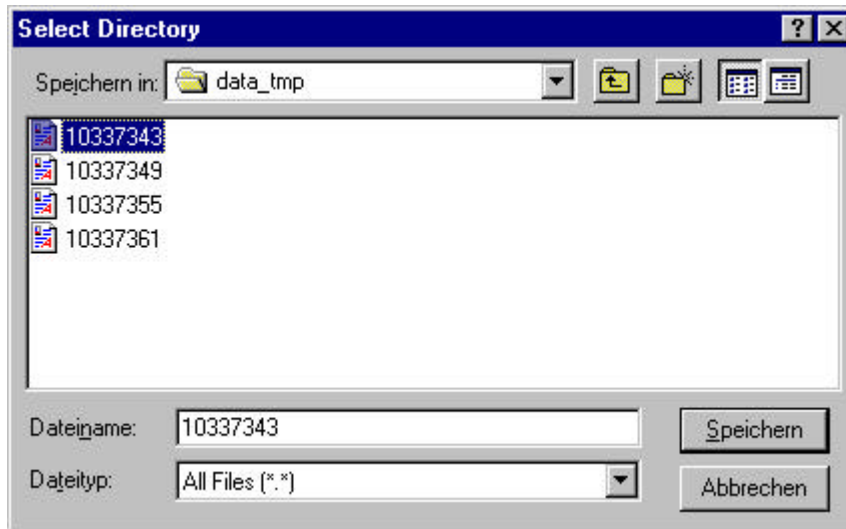 Select Directory
Speichern in: data_tmp
10337343
10337349
10337355
10337361
Dateiname: 10337343 Speichern
Dateityp: All Files (*.*) Abbrechen